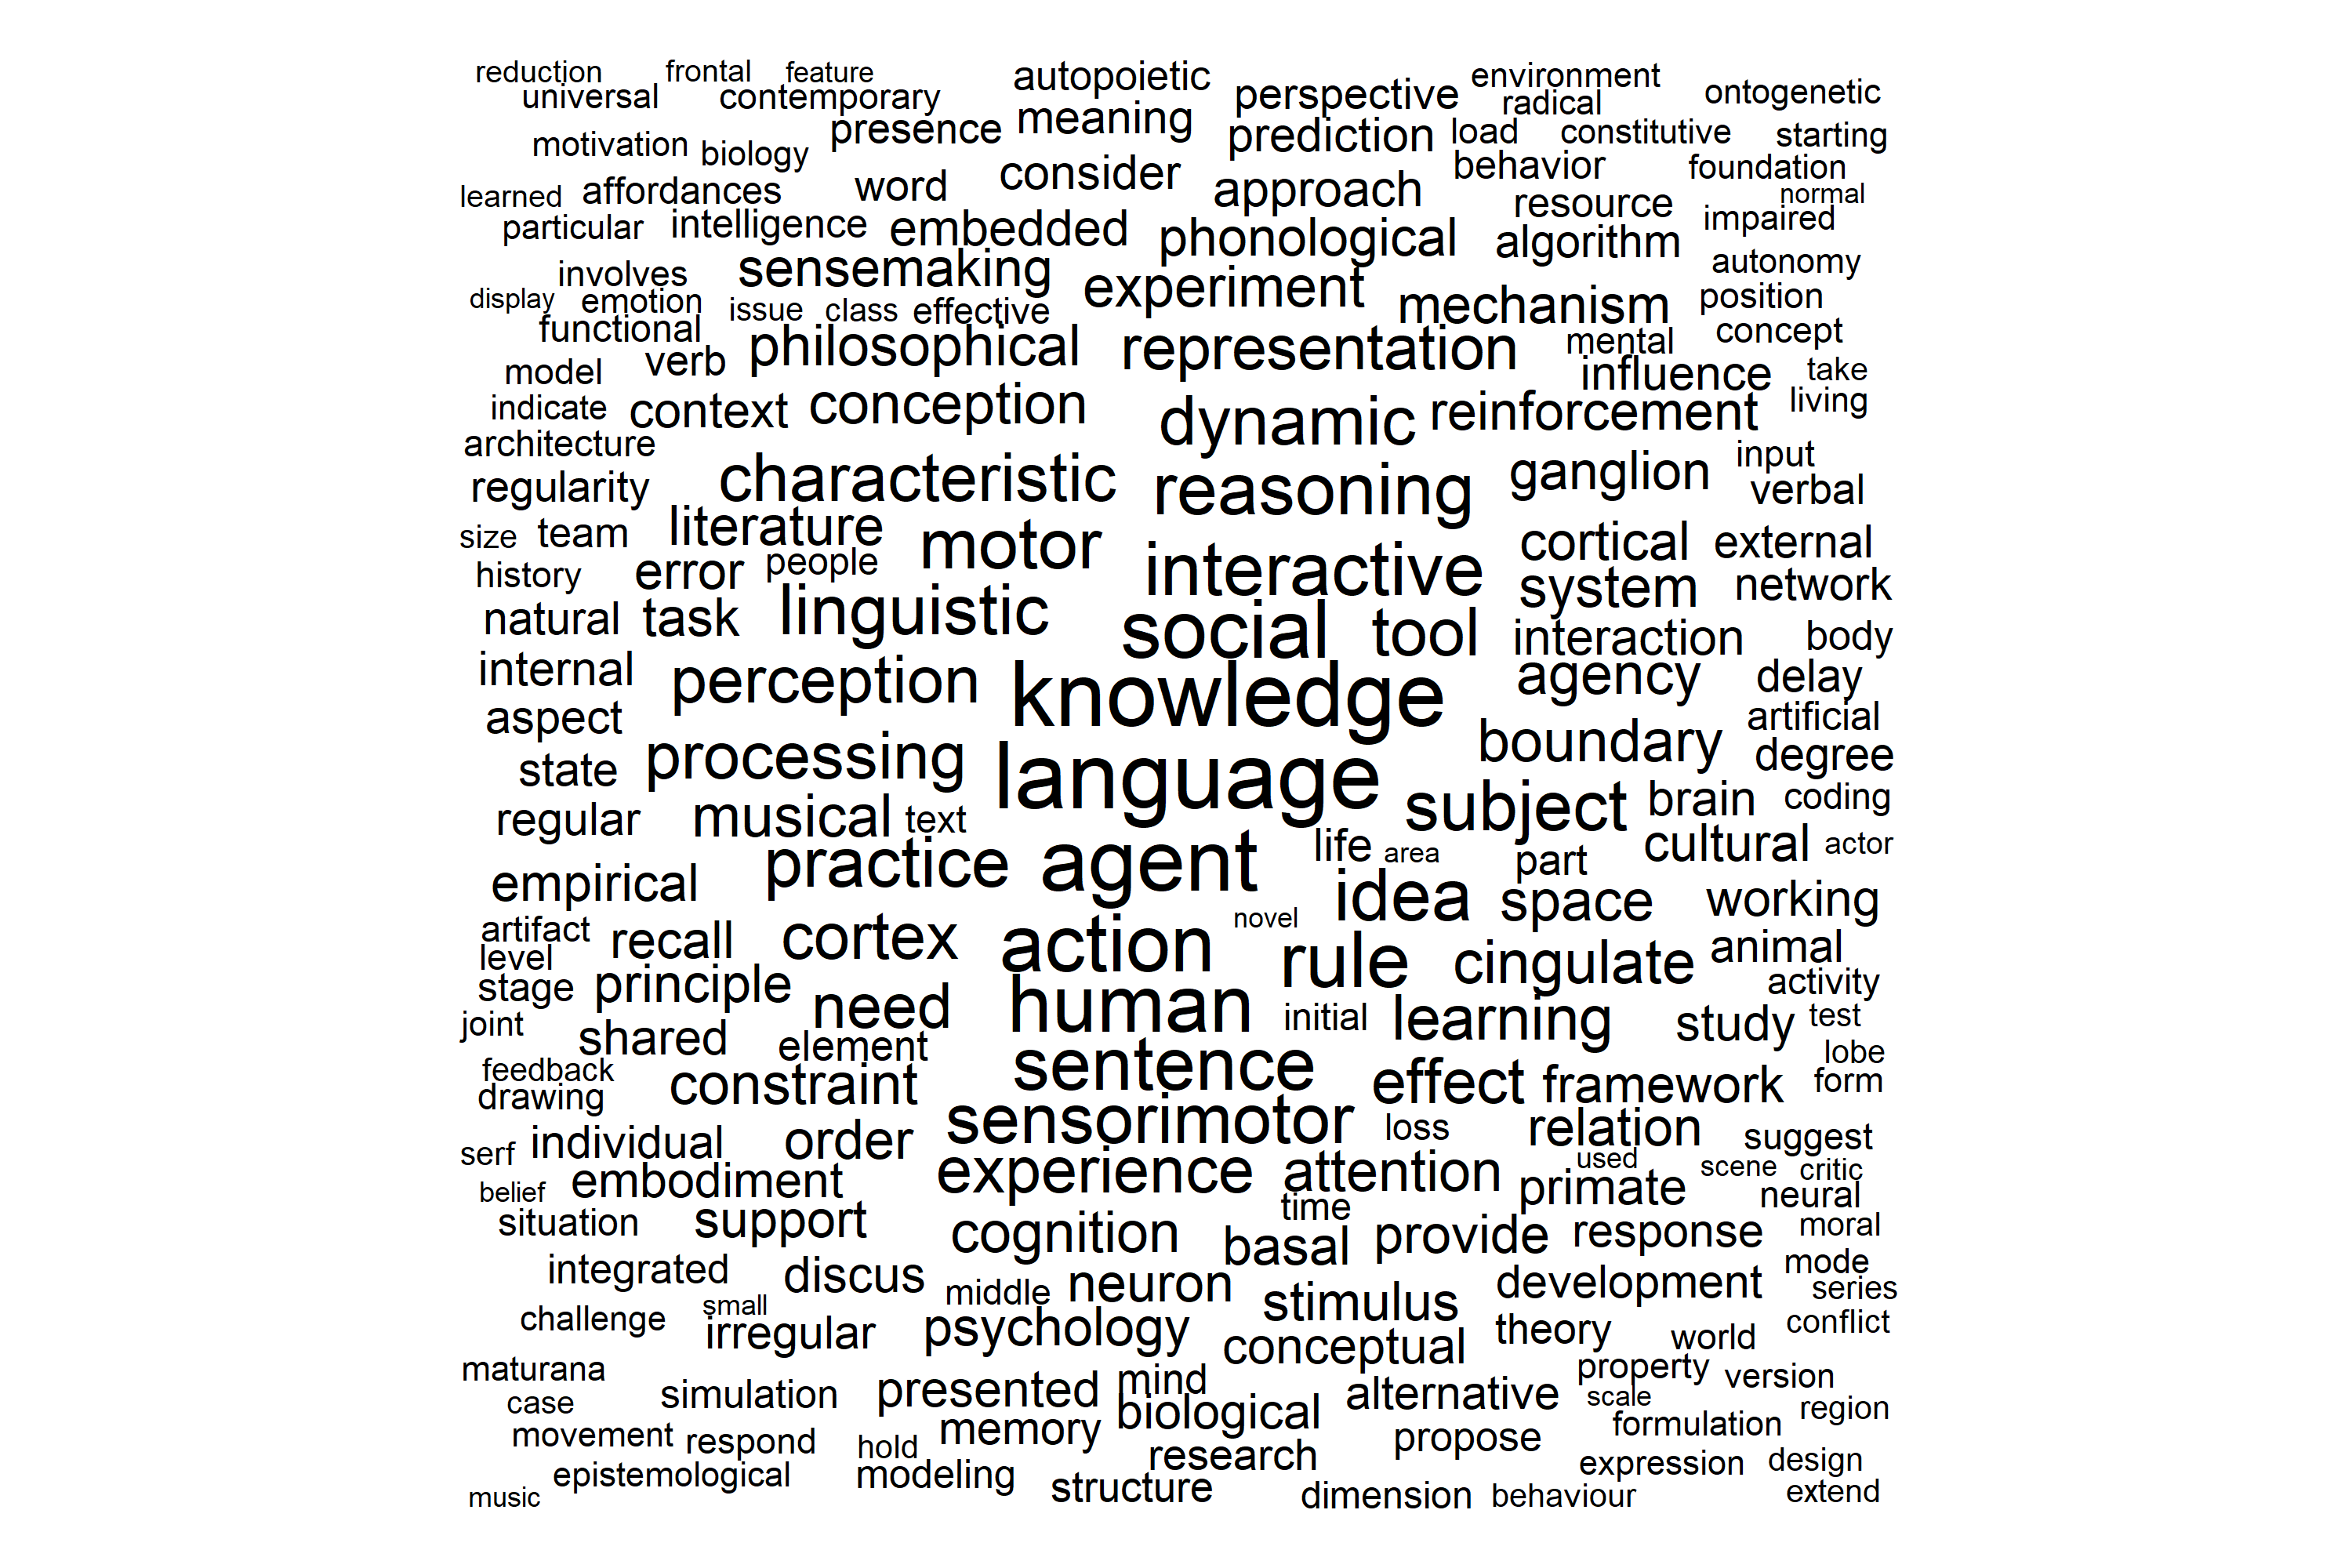 reduction frontal feature autopoietic environment
universal contemporary perspective radical ontogenetic
motivation biology presence meaning prediction load constitutive starting
learned affordances word consider approach behavior foundation normal
particular intelligence embedded phonological resource algorithm impaired
involves sensemaking experiment mechanism autonomy
display emotion issue class effective position
functional verb philosophical representation mental concept
model influence take
indicate context conception dynamic reinforcement living
architecture
regularity characteristic reasoning ganglion input verbal
size team literature motor cortical external
history error people interactive system network
natural task linguistic social tool interaction body
internal perception knowledge agency delay
aspect boundary artificial
state processing language degree
regular musical text subject brain coding
empirical practice agent life area part cultural actor
idea space working
artifact recall cortex action novel
level rule cingulate animal
stage principle need human initial learning activity
joint shared element study test
feedback constraint sentence effect framework lobe
drawing form
serf individual order sensorimotor loss relation suggest
belief embodiment experience attention used scene critic
situation support time primate neural
cognition basal provide response moral
integrated discus middle neuron stimulus development mode
challenge small series
irregular psychology conceptual theory world conflict
maturana mind property version
case simulation presented biological alternative scale region
movement respond hold memory research propose formulation
epistemological modeling structure expression design
music dimension behaviour extend